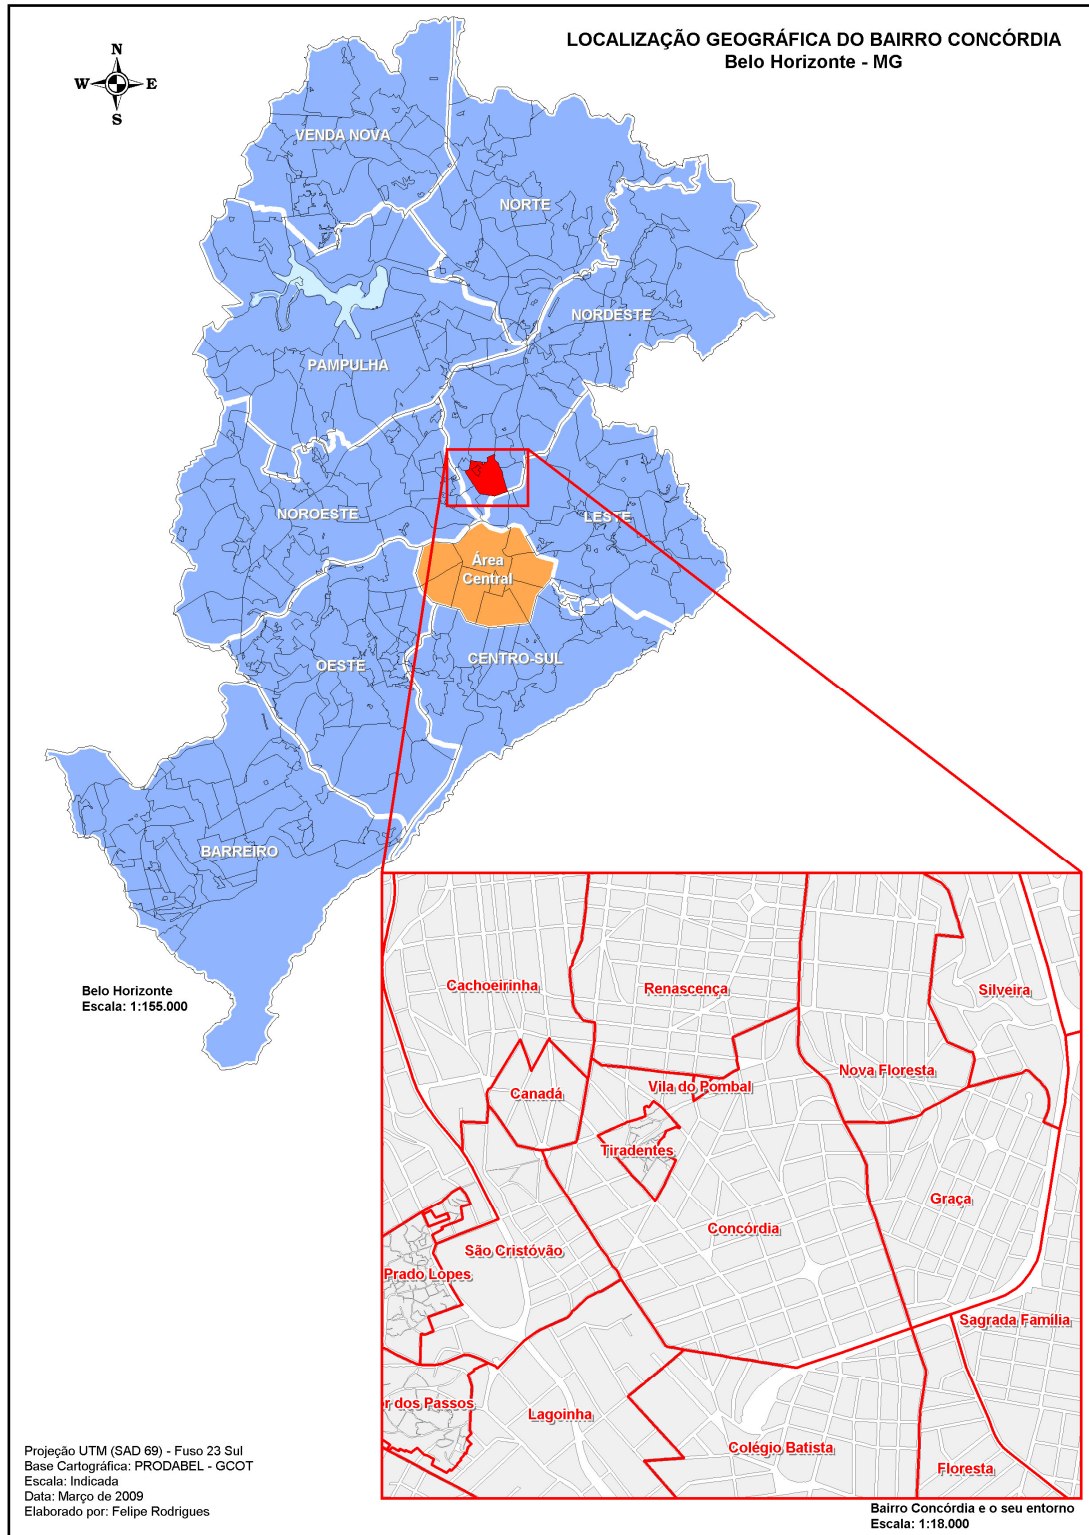 LOCALIZAÇÃO GEOGRÁFICA DO BAIRRO CONCÓRDIA
Belo Horizonte - MG
N
W E
S
VENDA NOVA
NORTE
NORDESTE
PAMPULHA
NOROESTE
LESTE
Área
Central
OESTE
CENTRO-SUL
BARREIRO
Belo Horizonte
Escala: 1:155.000
Cachoeirinha
Renascença
Silveira
Nova Floresta
Vila do Pombal
Canadá
Tiradentes
Graça
Concórdia
São Cristóvão
Prado Lopes
Sagrada Família
r dos Passos
Lagoinha
Colégio Batista
Floresta
Projeção UTM (SAD 69) - Fuso 23 Sul
Base Cartográfica: PRODABEL - GCOT
Escala: Indicada
Data: Março de 2009
Elaborado por: Felipe Rodrigues
Bairro Concórdia e o seu entorno
Escala: 1:18.000